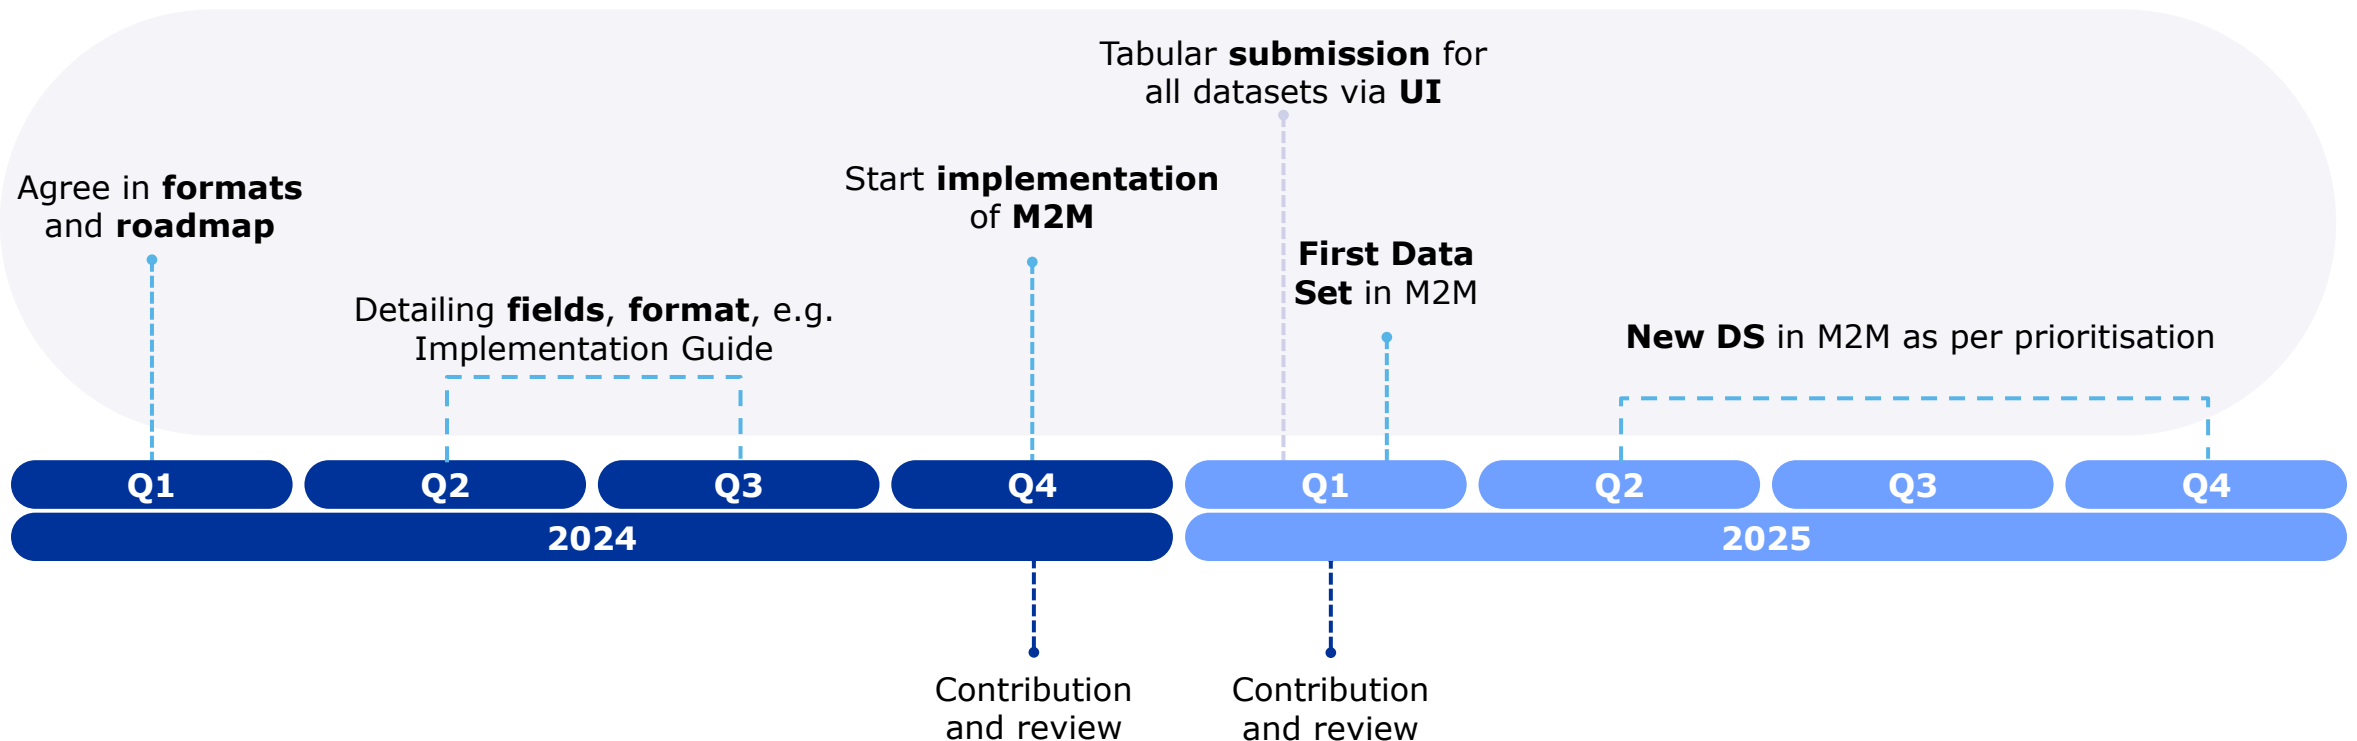 Tabular submission for
all datasets via UI
Agree in formats
and roadmap
Start implementation
of M2M
First Data
Set in M2M
Detailing fields, format, e.g.
Implementation Guide
New DS in M2M as per prioritisation
Q1
Q2
Q3
Q4
Q1
Q2
Q3
Q4
2024
2025
Contribution
and review
Contribution
and review